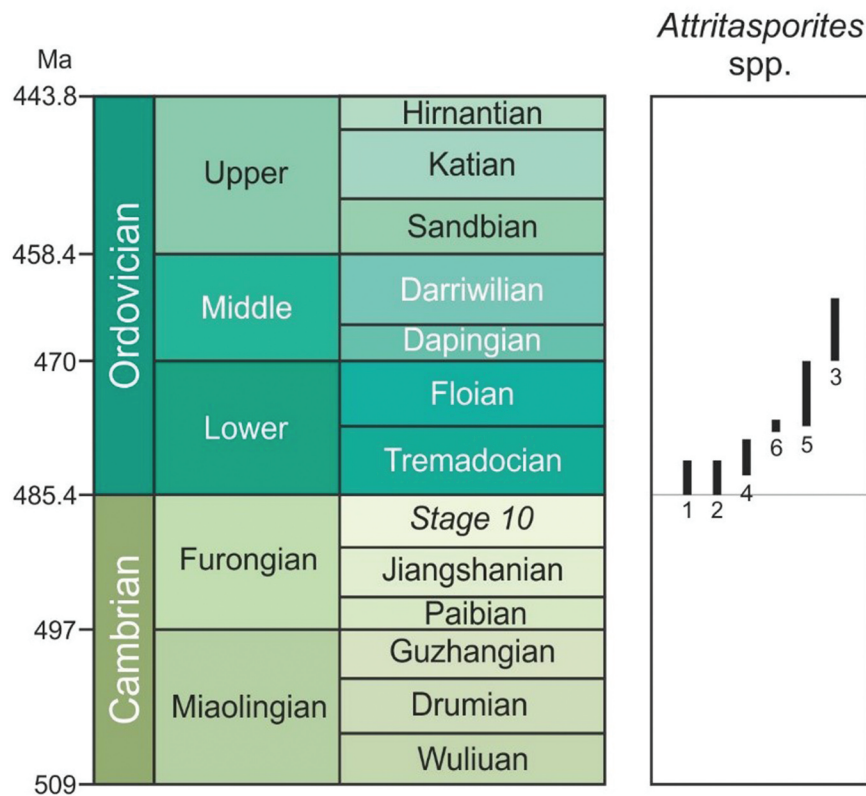 Attritasporites
spp.
Ma
443.8
458.4
470
485.4
497
509
Ordovician
Cambrian
Upper
Middle
Lower
Furongian
Miaolingian
Hirnantian
Katian
Sandbian
Darriwilian
Dapingian
Floian
Tremadocian
Stage 10
Jiangshanian
Paibian
Guzhangian
Drumian
Wuliuan
3
6
5
4
1
2